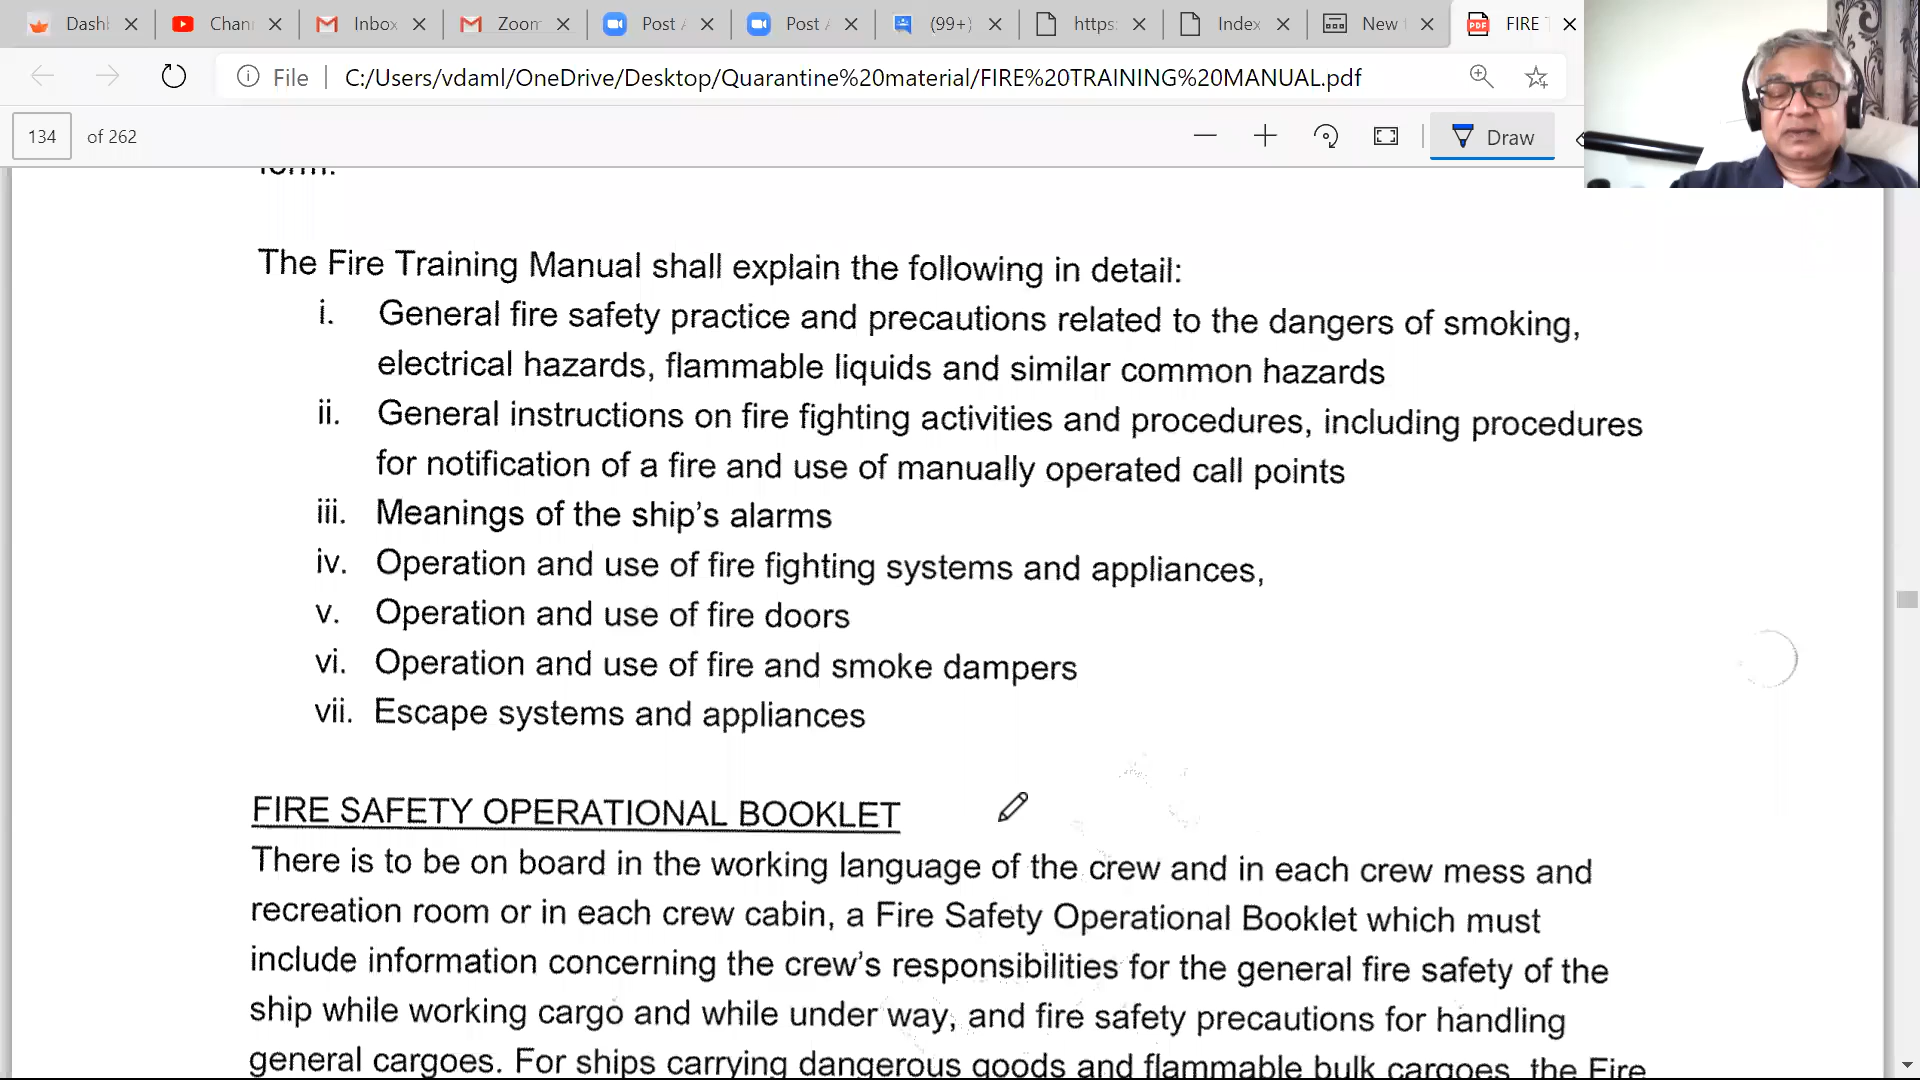 Dash
Chan
Inbox
Zoom
Post
Post
(99+)
https:
Index
New
PDF
FIRE
File
C:/Users/vdaml/OneDrive/Desktop/Quarantine%20material/FIRE%20TRAINING%20MANUAL.pdf
134 of 262
Draw
form.
The Fire Training Manual shall explain the following in detail:
i. General fire safety practice and precautions related to the dangers of smoking,
electrical hazards, flammable liquids and similar common hazards
ii. General instructions on fire fighting activities and procedures, including procedures
for notification of a fire and use of manually operated call points
iii. Meanings of the ship's alarms
iv. Operation and use of fire fighting systems and appliances,
v. Operation and use of fire doors
vi. Operation and use of fire and smoke dampers
vii. Escape systems and appliances
FIRE SAFETY OPERATIONAL BOOKLET
There is to be on board in the working language of the crew and in each crew mess and
recreation room or in each crew cabin, a Fire Safety Operational Booklet which must
include information concerning the crew's responsibilities for the general fire safety of the
ship while working cargo and while under way, and fire safety precautions for handling
general cargoes. For ships carrying dangerous goods and flammable bulk cargoes, the Fire